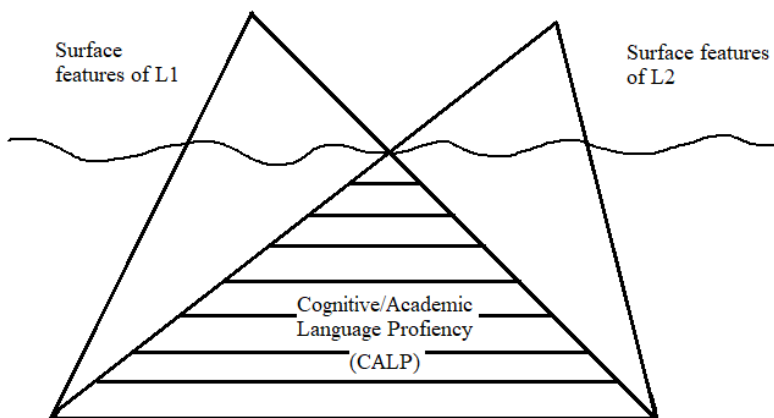 Surface
features of L1
Surface features
of L2
Cognitive/Academic
Language Profiency
(CALP)